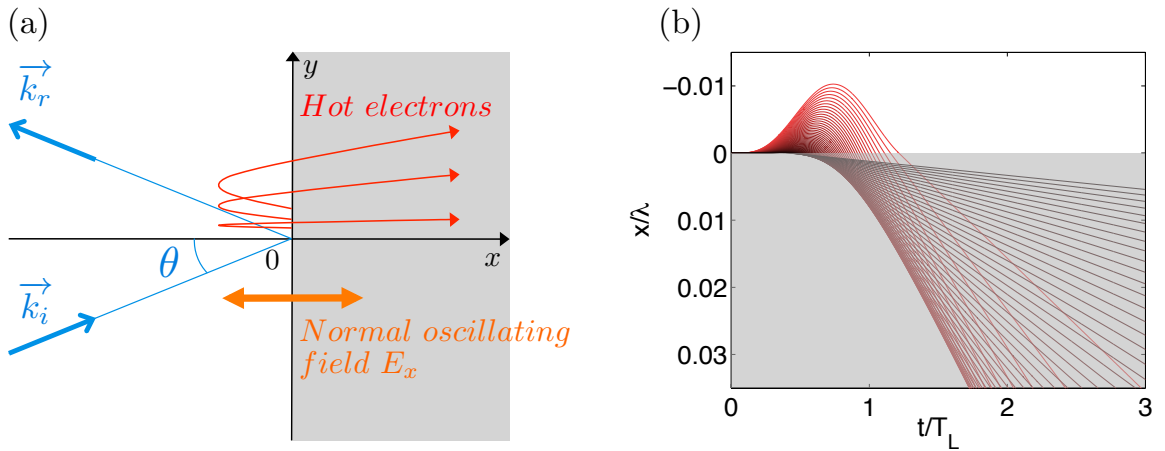 (a)
y
k_r
Hot electrons
θ
0
x
k_i
Normal oscillating
field E_x
(b)
−0.01
0
0.01
0.02
0.03
x/λ
0
1
2
3
t/T_L